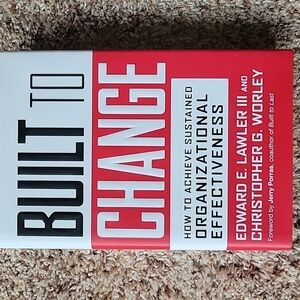 BUILT TO
CHANGE
HOW TO ACHIEVE SUSTAINED
ORGANIZATIONAL
EFFECTIVENESS
EDWARD E. LAWLER III AND
CHRISTOPHER G. WORLEY
Foreword by Jerry Porras, coauthor of Built to Last